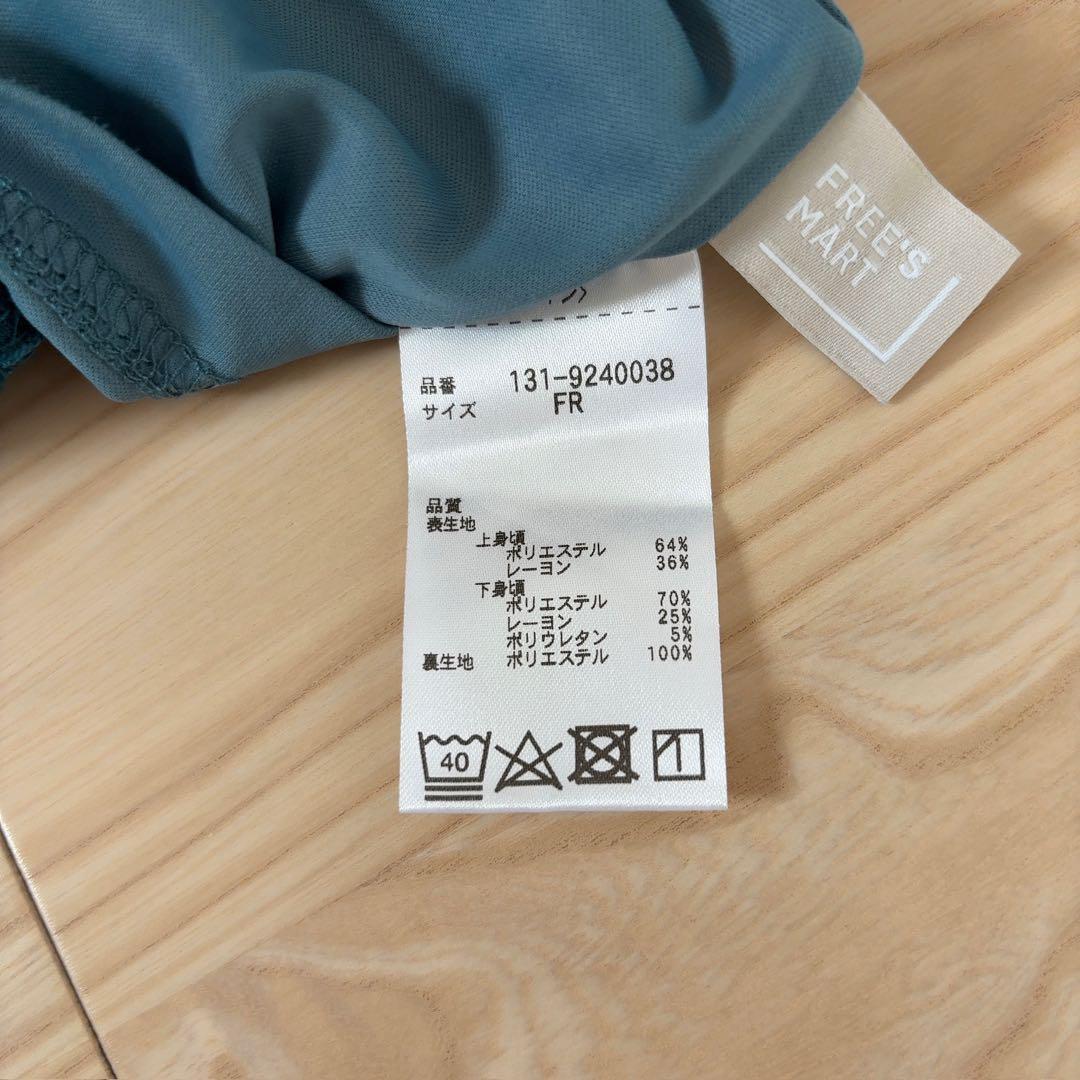 FREE'S
MART
イン〉
品番 131-9240038
サイズ FR
品質
表生地
上身頃
ポリエステル 64%
レーヨン 36%
下身頃
ポリエステル 70%
レーヨン 25%
ポリウレタン 5%
裏生地 ポリエステル 100%
40
1